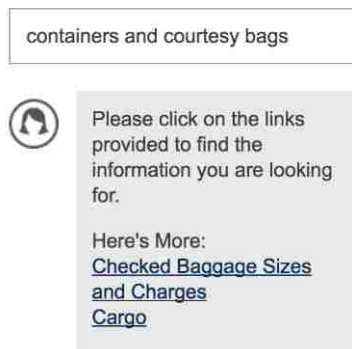 containers and courtesy bags
Please click on the links
provided to find the
information you are looking
for.
Here's More:
Checked Baggage Sizes
and Charges
Cargo